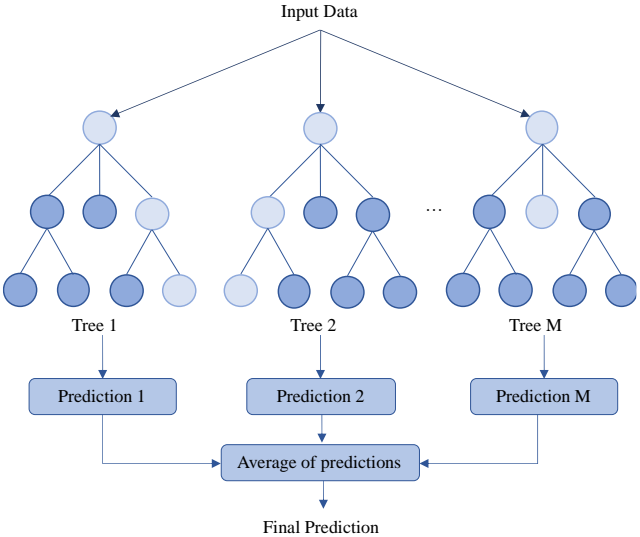 Input Data
...
Tree 1
Tree 2
Tree M
Prediction 1
Prediction 2
Prediction M
Average of predictions
Final Prediction